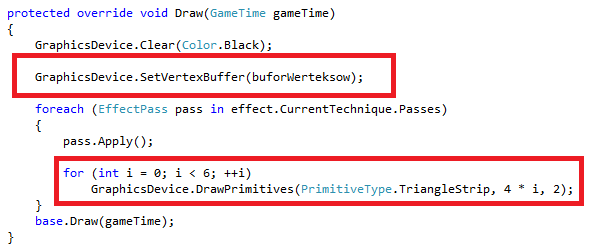 protected override void Draw(GameTime gameTime)
{
GraphicsDevice.Clear(Color.Black);
GraphicsDevice.SetVertexBuffer(buforWerteksow);
foreach (EffectPass pass in effect.CurrentTechnique.Passes)
{
pass.Apply();
for (int i = 0; i < 6; ++i)
GraphicsDevice.DrawPrimitives(PrimitiveType.TriangleStrip, 4 * i, 2);
}
base.Draw(gameTime);
}